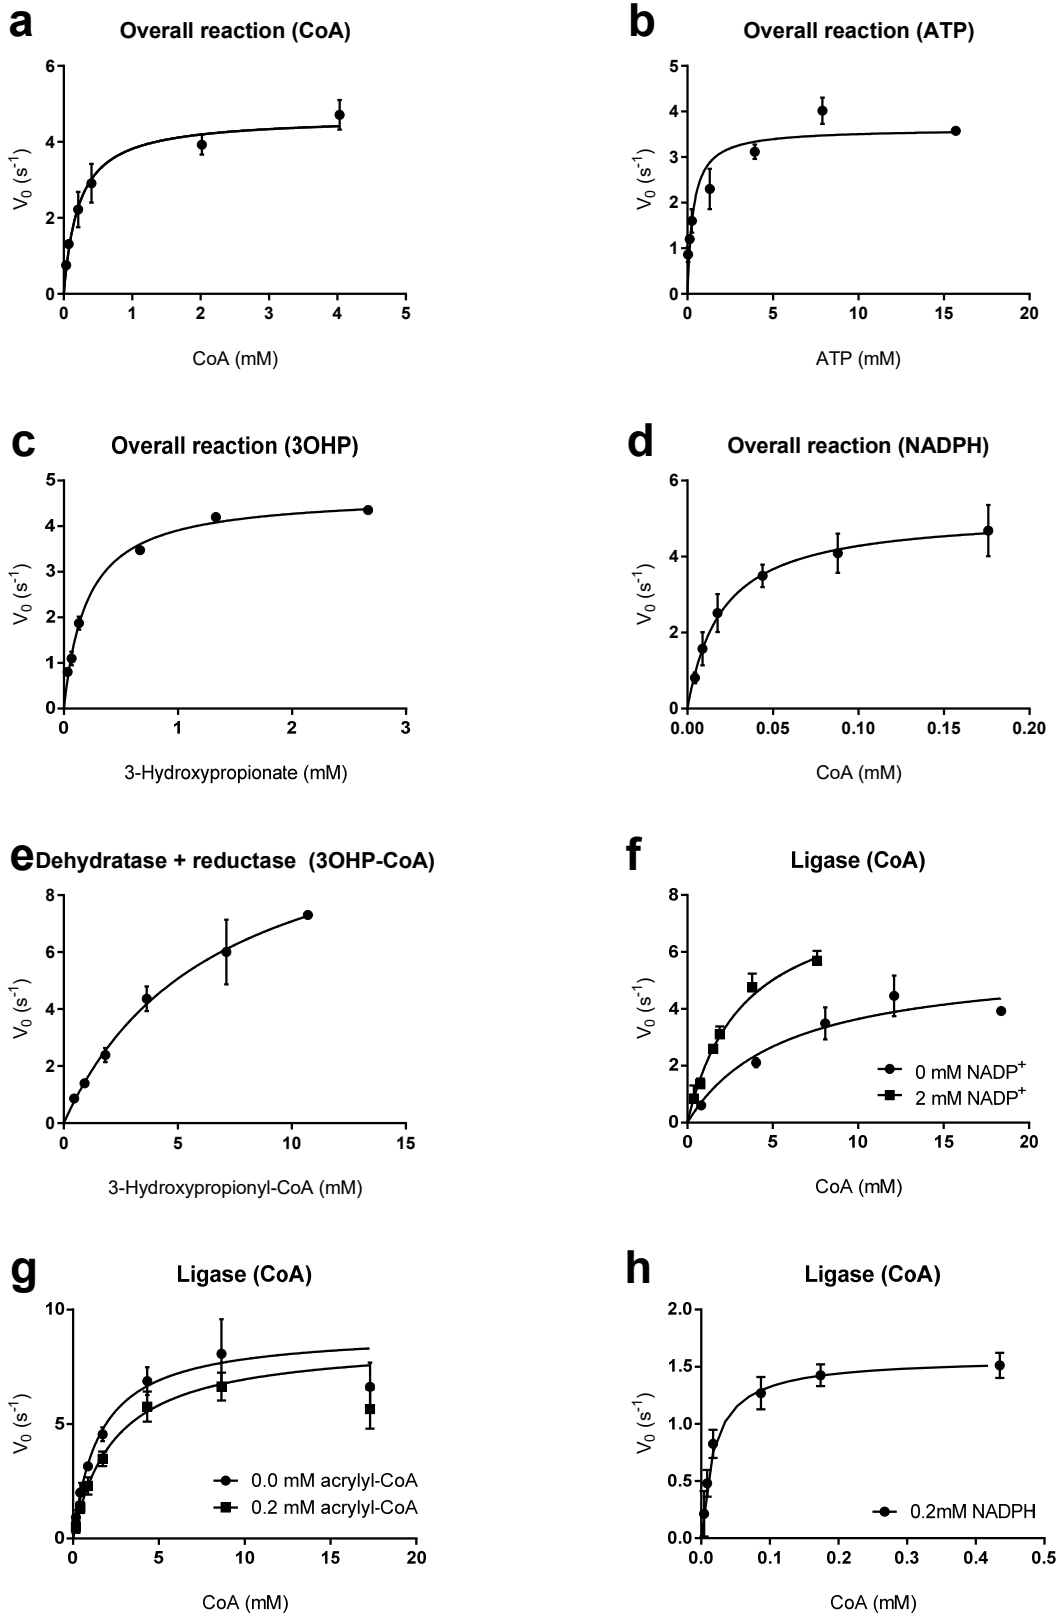 a
Overall reaction (CoA)
V0 (s-1)
6
4
2
0
0 1 2 3 4 5
CoA (mM)
b
Overall reaction (ATP)
V0 (s-1)
5
4
3
2
1
0
0 5 10 15 20
ATP (mM)
c
Overall reaction (3OHP)
V0 (s-1)
5
4
3
2
1
0
0 1 2 3
3-Hydroxypropionate (mM)
d
Overall reaction (NADPH)
V0 (s-1)
6
4
2
0
0.00 0.05 0.10 0.15 0.20
CoA (mM)
e
Dehydratase + reductase (3OHP-CoA)
V0 (s-1)
8
6
4
2
0
0 5 10 15
3-Hydroxypropionyl-CoA (mM)
f
Ligase (CoA)
V0 (s-1)
8
6
4
2
0
0 5 10 15 20
0 mM NADP+
2 mM NADP+
CoA (mM)
g
Ligase (CoA)
V0 (s-1)
10
5
0
0 5 10 15 20
0.0 mM acrylyl-CoA
0.2 mM acrylyl-CoA
CoA (mM)
h
Ligase (CoA)
V0 (s-1)
2.0
1.5
1.0
0.5
0.0
0.0 0.1 0.2 0.3 0.4 0.5
0.2mM NADPH
CoA (mM)